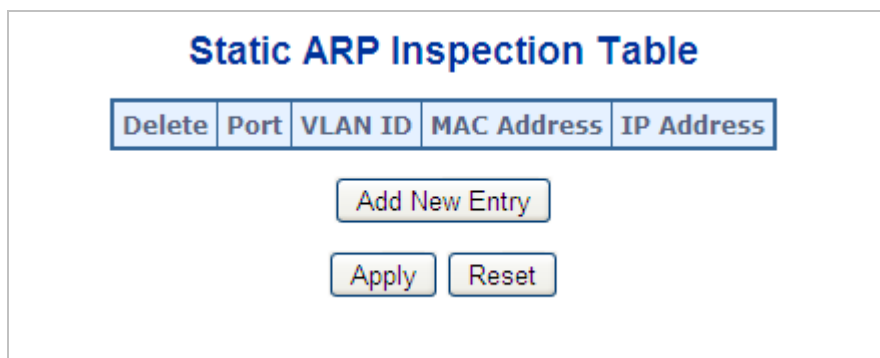 Static ARP Inspection Table
Delete Port VLAN ID MAC Address IP Address
Add New Entry
Apply Reset